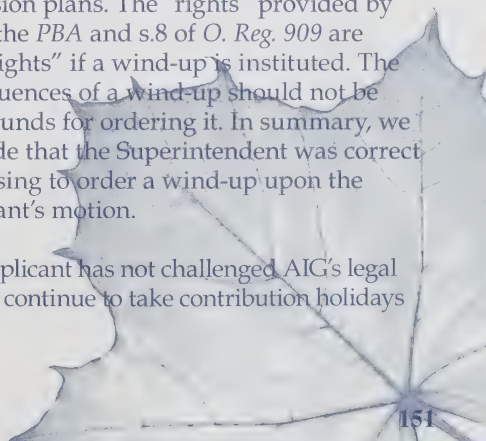 sion plans. The "rights" provided by
the PBA and s.8 of O. Reg. 909 are
ights" if a wind-up is instituted. The
uences of a wind-up should not be
unds for ordering it. In summary, we
de that the Superintendent was correct
sing to order a wind-up upon the
ant's motion.
plicant has not challenged AIG's legal
continue to take contribution holidays
151